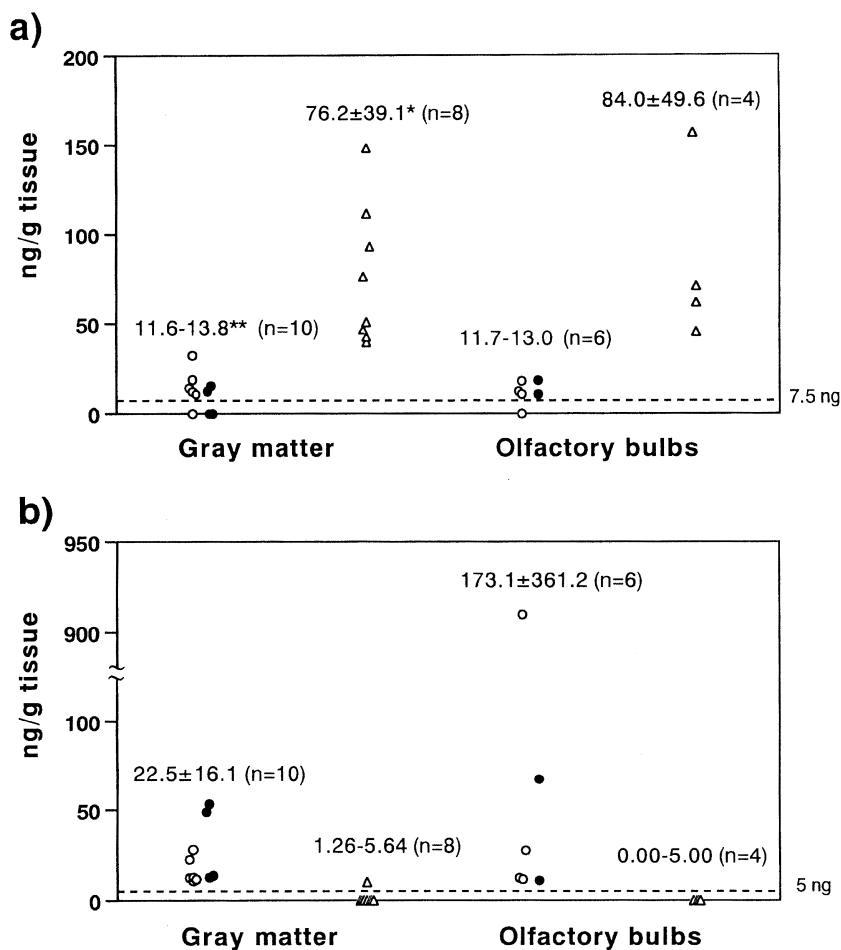 a)
200
150
100
50
0
ng/g tissue
76.2±39.1* (n=8)
84.0±49.6 (n=4)
11.6-13.8** (n=10)
11.7-13.0 (n=6)
7.5 ng
Gray matter
Olfactory bulbs
b)
950
900
100
50
0
ng/g tissue
173.1±361.2 (n=6)
22.5±16.1 (n=10)
1.26-5.64 (n=8)
0.00-5.00 (n=4)
5 ng
Gray matter
Olfactory bulbs